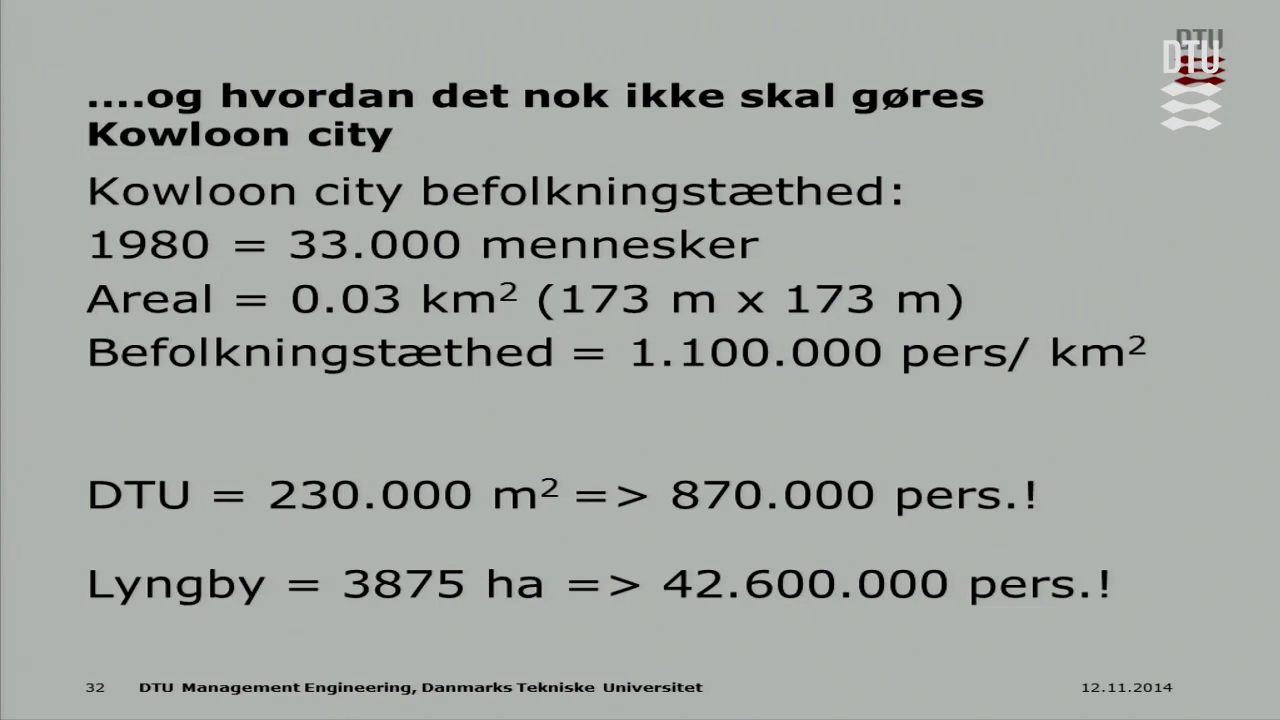 DTU
DTU
....og hvordan det nok ikke skal gøres
Kowloon city
Kowloon city befolkningstæthed:
1980 = 33.000 mennesker
Areal = 0.03 km² (173 m x 173 m)
Befolkningstæthed = 1.100.000 pers/ km²
DTU = 230.000 m² => 870.000 pers.!
Lyngby = 3875 ha => 42.600.000 pers.!
32 DTU Management Engineering, Danmarks Tekniske Universitet 12.11.2014